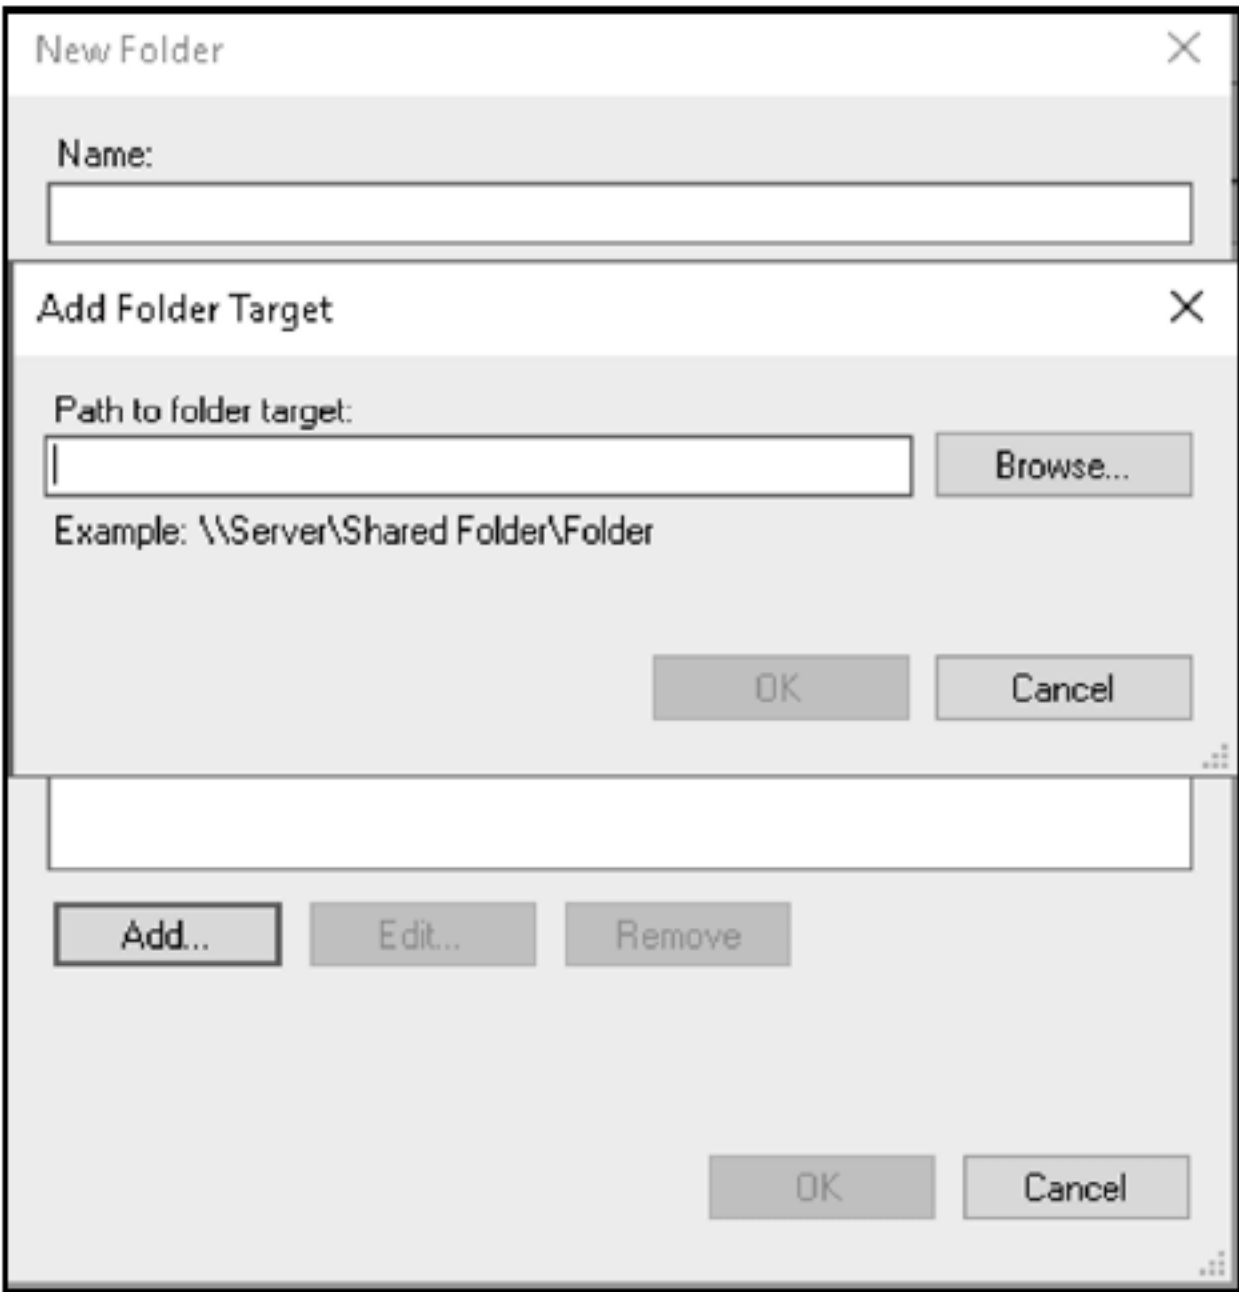 New Folder
Name:
Add Folder Target
Path to folder target:
Browse...
Example: \\Server\Shared Folder\Folder
OK
Cancel
Add...
Edit...
Remove
OK
Cancel